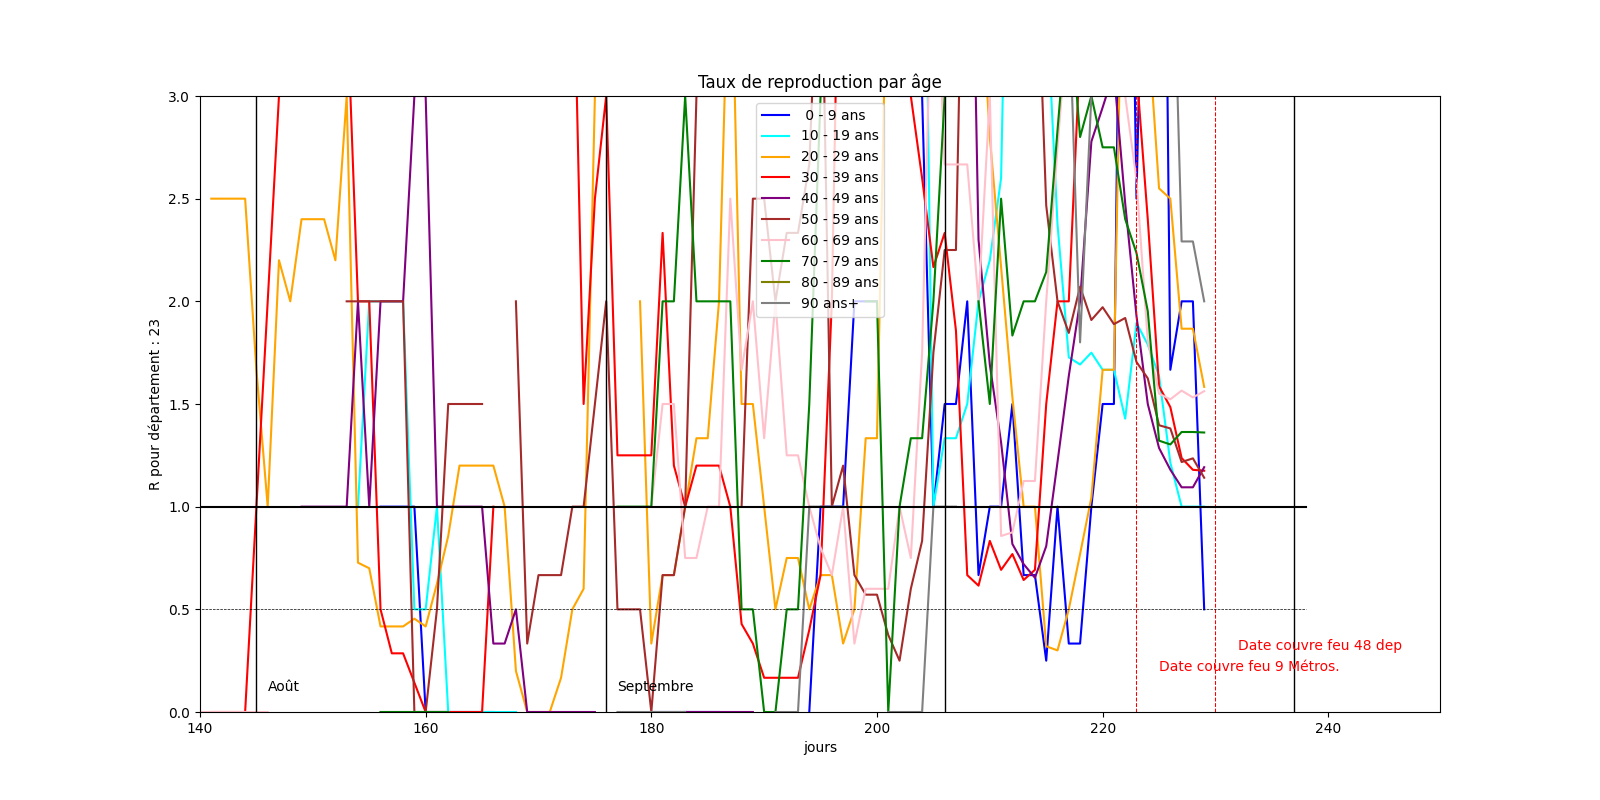 Taux de reproduction par âge
R pour département : 23
3.0
2.5
2.0
1.5
1.0
0.5
0.0
0 - 9 ans
10 - 19 ans
20 - 29 ans
30 - 39 ans
40 - 49 ans
50 - 59 ans
60 - 69 ans
70 - 79 ans
80 - 89 ans
90 ans+
Date couvre feu 48 dep
Date couvre feu 9 Métros.
Août
Septembre
140
160
180
200
220
240
jours